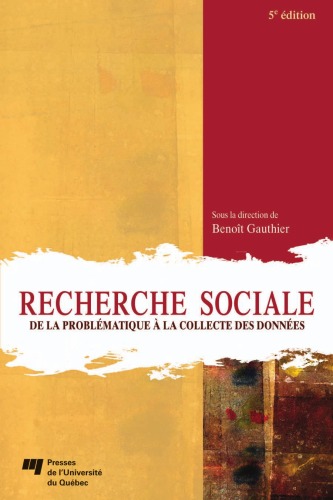 5e édition
Sous la direction de
Benoît Gauthier
RECHERCHE SOCIALE
DE LA PROBLÉMATIQUE À LA COLLECTE DES DONNÉES
Presses
de l'Université
du Québec